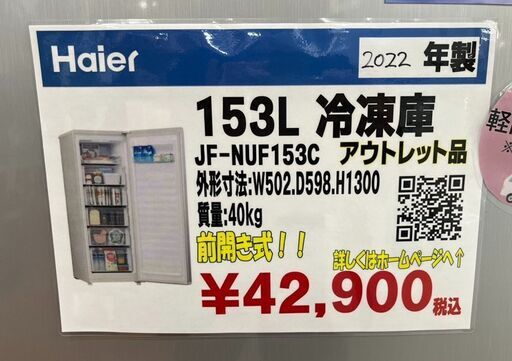 Haier
2022 年製
153L 冷凍庫
JF-NUF153C アウトレット品
外形寸法:W502.D598.H1300
質量:40kg
前開き式!!
詳しくはホームページへ↑
¥42,900税込
軽
※